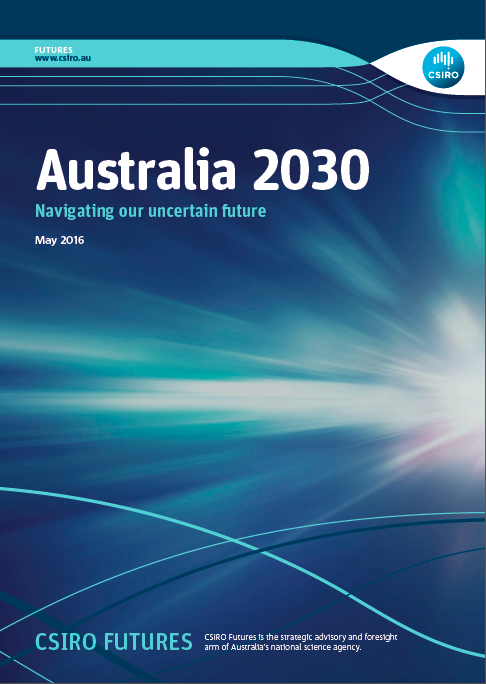 FUTURES
www.csiro.au
CSIRO
Australia 2030
Navigating our uncertain future
May 2016
CSIRO FUTURES
CSIRO Futures is the strategic advisory and foresight
arm of Australia's national science agency.